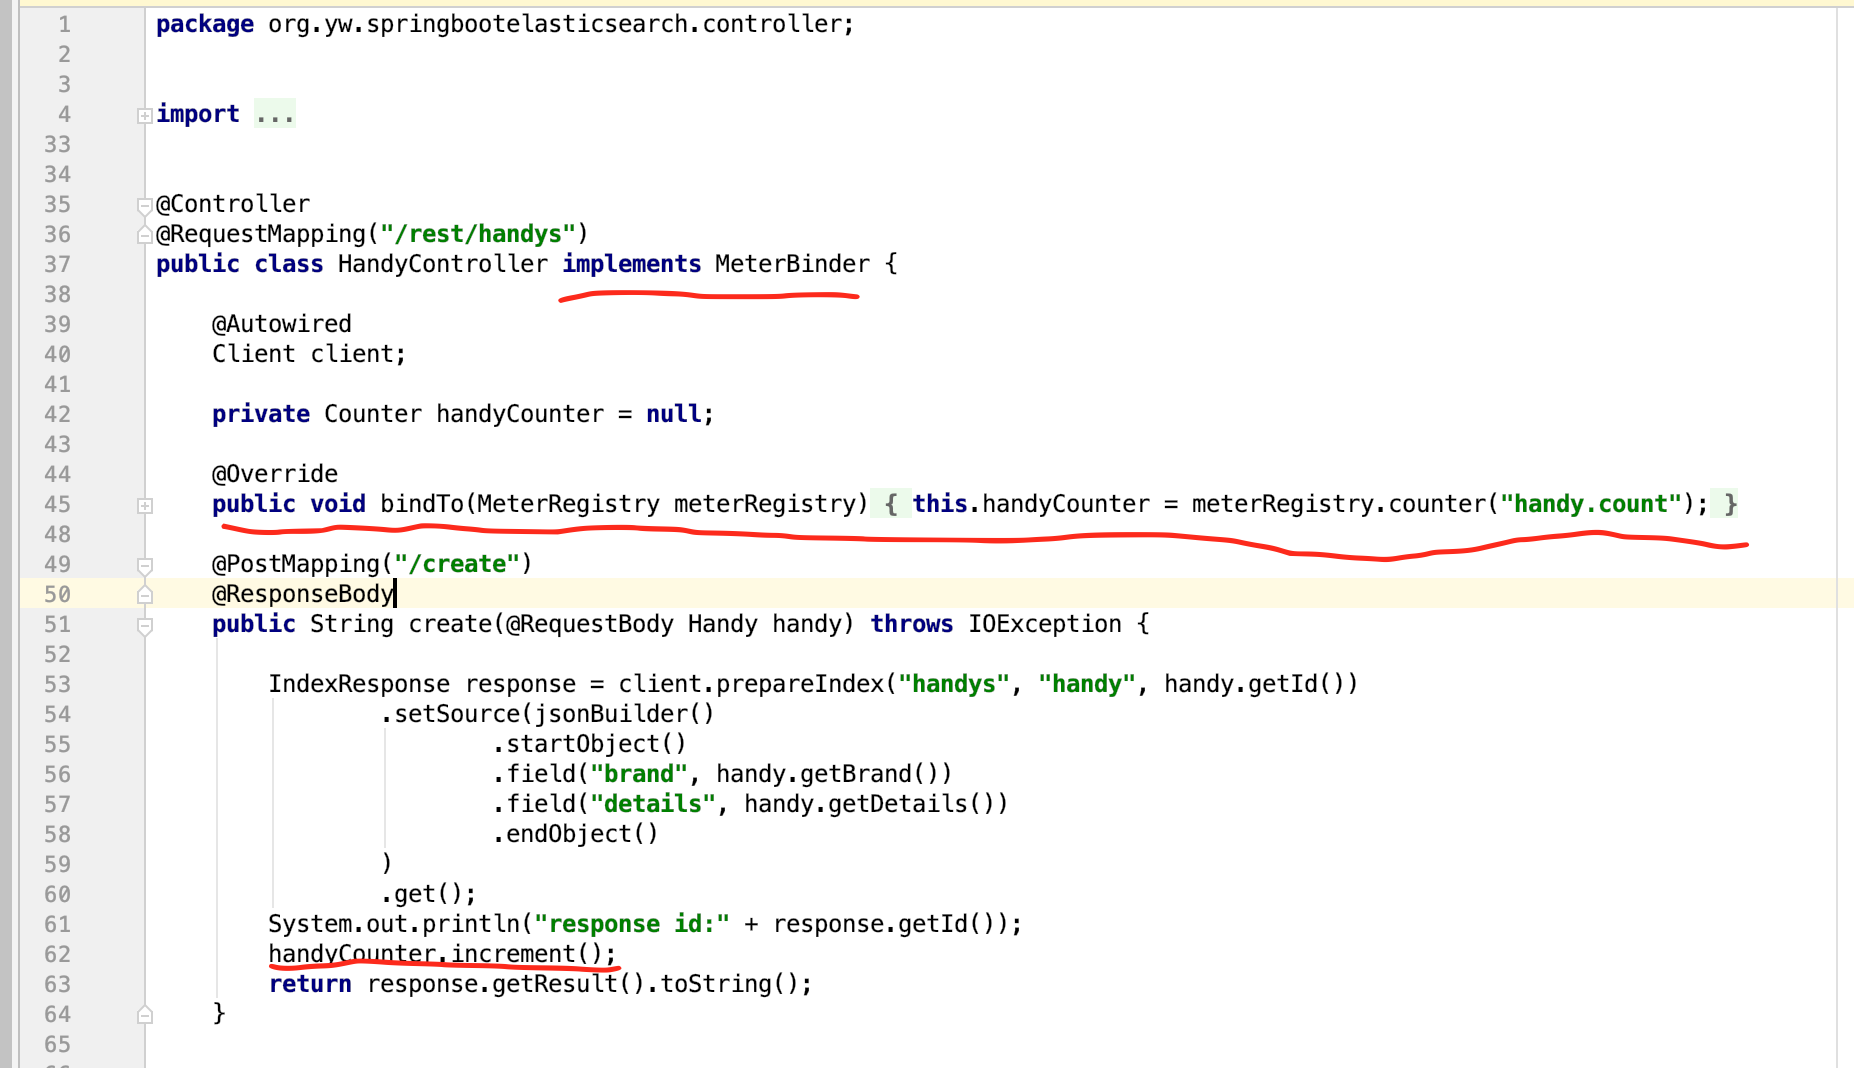 1 package org.yw.springbootelasticsearch.controller;
2
3
4 import ...
33
34
35 @Controller
36 @RequestMapping("/rest/handys")
37 public class HandyController implements MeterBinder {
38
39 @Autowired
40 Client client;
41
42 private Counter handyCounter = null;
43
44 @Override
45 public void bindTo(MeterRegistry meterRegistry) { this.handyCounter = meterRegistry.counter("handy.count"); }
48
49 @PostMapping("/create")
50 @ResponseBody
51 public String create(@RequestBody Handy handy) throws IOException {
52
53 IndexResponse response = client.prepareIndex("handys", "handy", handy.getId())
54 .setSource(jsonBuilder()
55 .startObject()
56 .field("brand", handy.getBrand())
57 .field("details", handy.getDetails())
58 .endObject()
59 )
60 .get();
61 System.out.println("response id:" + response.getId());
62 handyCounter.increment();
63 return response.getResult().toString();
64 }
65